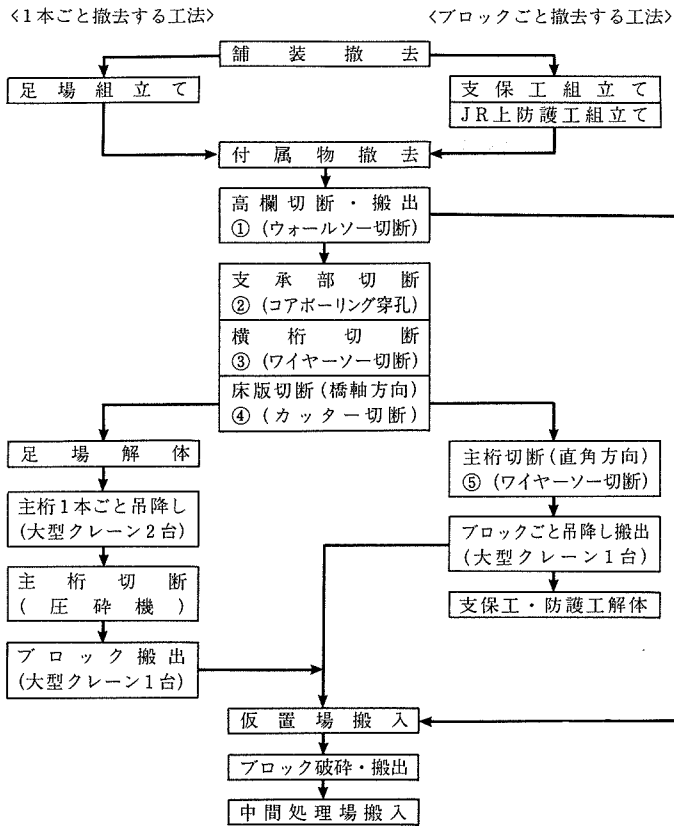 〈1本ごと撤去する工法〉
〈ブロックごと撤去する工法〉
舗装撤去
足場組立て
支保工組立て
JR上防護工組立て
付属物撤去
高欄切断・搬出
①(ウォールソー切断)
支承部切断
②(コアボーリング穿孔)
横桁切断
③(ワイヤーソー切断)
床版切断(橋軸方向)
④(カッター切断)
足場解体
主桁切断(直角方向)
⑤(ワイヤーソー切断)
主桁1本ごと吊降し
(大型クレーン2台)
ブロックごと吊降し搬出
(大型クレーン1台)
主桁切断
(圧砕機)
支保工・防護工解体
ブロック搬出
(大型クレーン1台)
仮置場搬入
ブロック破砕・搬出
中間処理場搬入